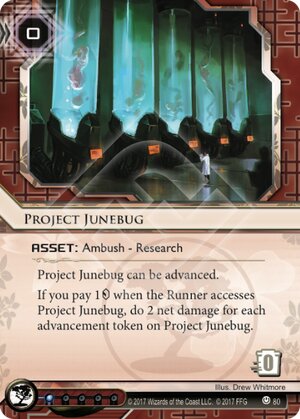 0
PROJECT JUNEBUG
ASSET: Ambush - Research
Project Junebug can be advanced.
If you pay 1 when the Runner accesses
Project Junebug, do 2 net damage for each
advancement token on Project Junebug.
0
Illus. Drew Whitmore
© 2017 Wizards of the Coast LLC. © 2017 FFG
80